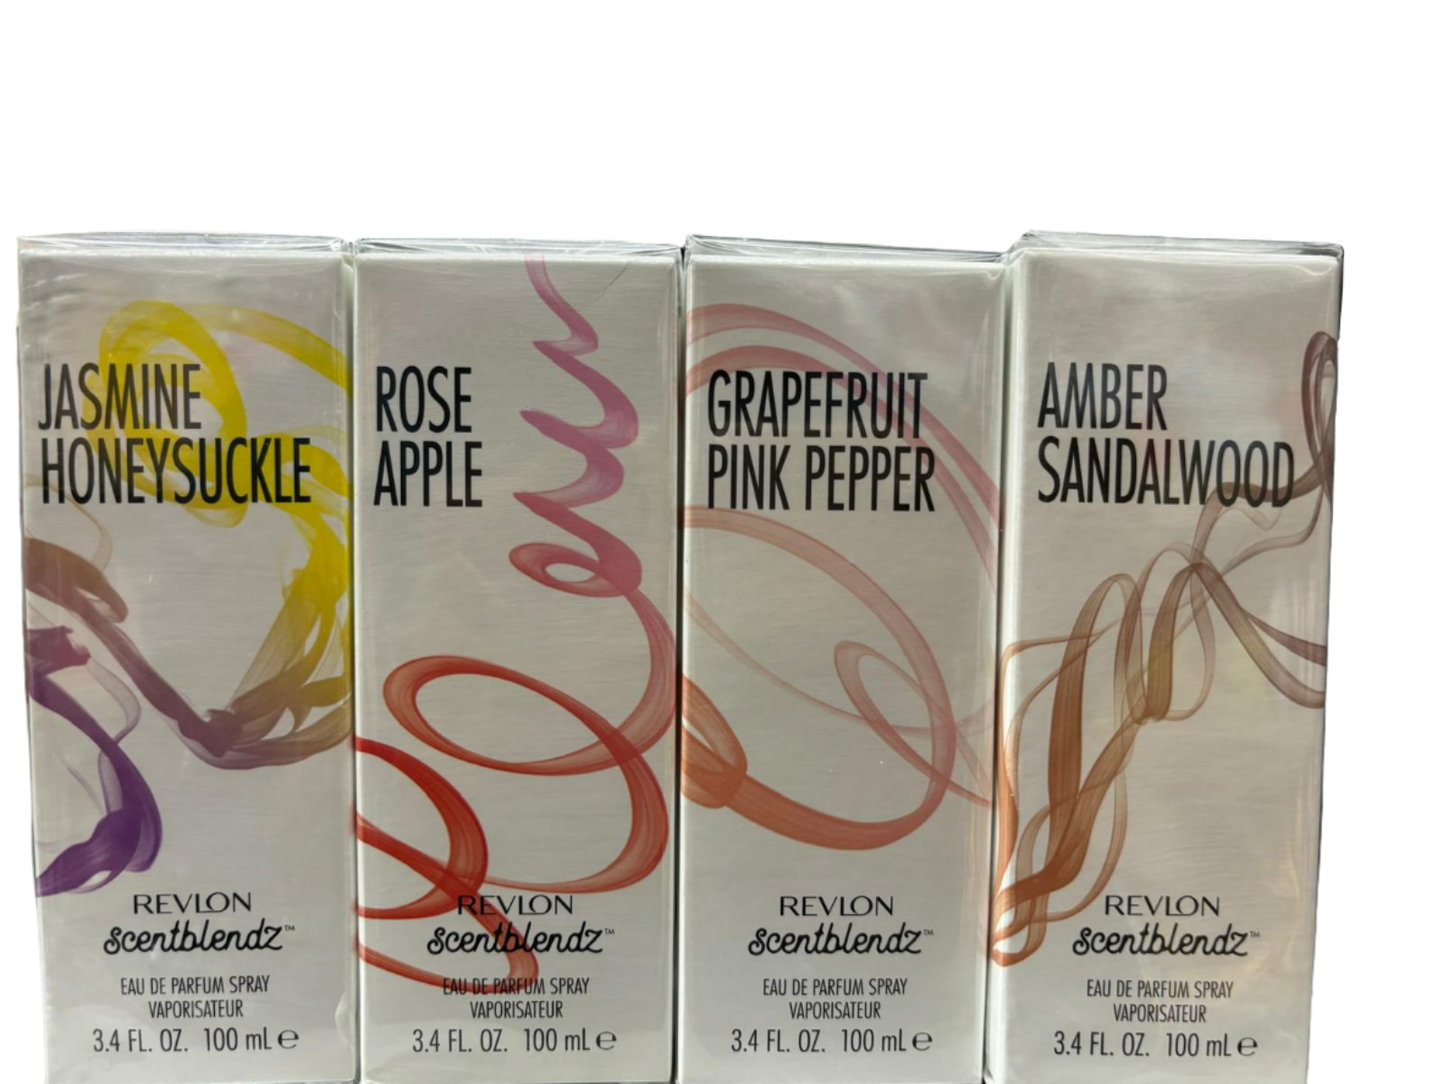 JASMINE
HONEYSUCKLE
REVLON
Scentblendz™
EAU DE PARFUM SPRAY
VAPORISATEUR
3.4 FL. OZ. 100 mL ℮
ROSE
APPLE
REVLON
Scentblendz™
EAU DE PARFUM SPRAY
VAPORISATEUR
3.4 FL. OZ. 100 mL ℮
GRAPEFRUIT
PINK PEPPER
REVLON
Scentblendz™
EAU DE PARFUM SPRAY
VAPORISATEUR
3.4 FL. OZ. 100 mL ℮
AMBER
SANDALWOOD
REVLON
Scentblendz™
EAU DE PARFUM SPRAY
VAPORISATEUR
3.4 FL. OZ. 100 mL ℮